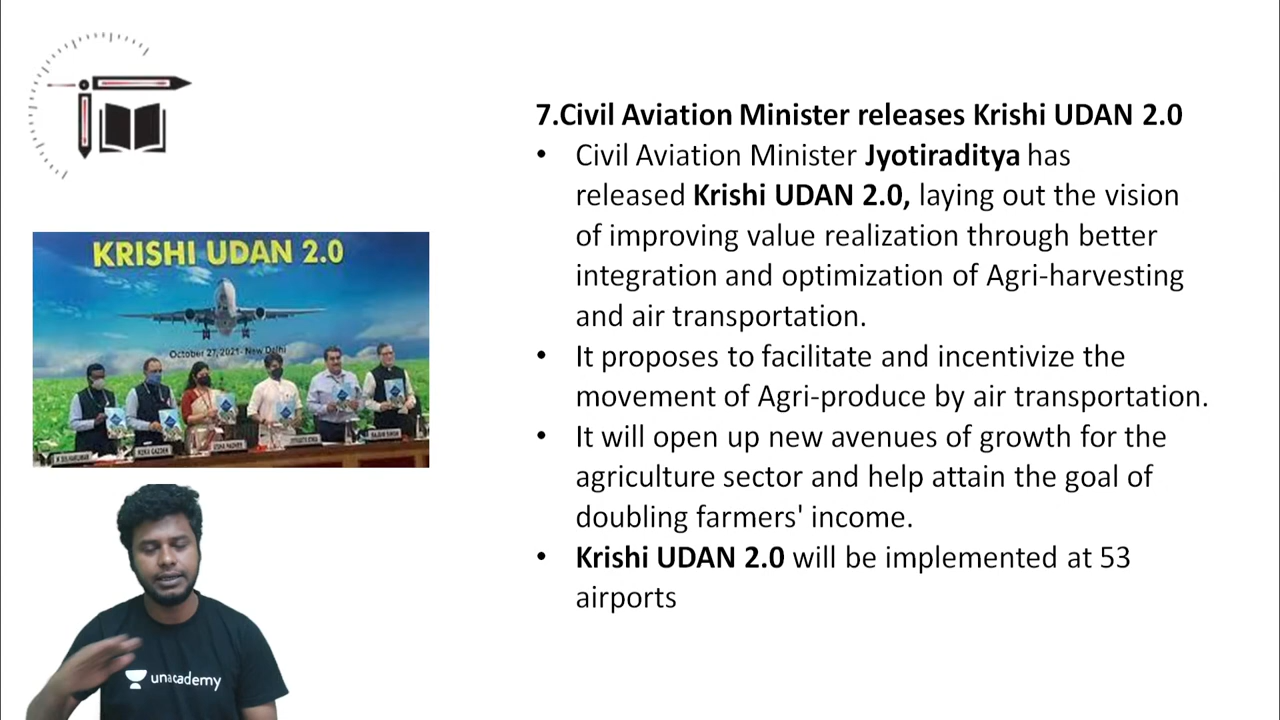 7.Civil Aviation Minister releases Krishi UDAN 2.0
• Civil Aviation Minister Jyotiraditya has
released Krishi UDAN 2.0, laying out the vision
of improving value realization through better
integration and optimization of Agri-harvesting
and air transportation.
• It proposes to facilitate and incentivize the
movement of Agri-produce by air transportation.
• It will open up new avenues of growth for the
agriculture sector and help attain the goal of
doubling farmers' income.
• Krishi UDAN 2.0 will be implemented at 53
airports
KRISHI UDAN 2.0
October 27, 2021- New Delhi
USHA PADHEE
unacademy